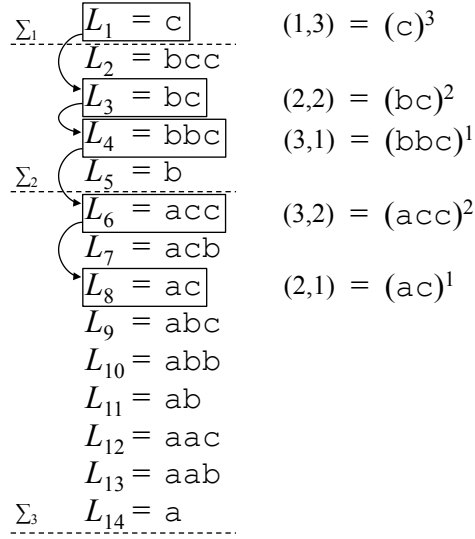 Σ₁ L₁ = c (1,3) = (c)³
L₂ = bcc
L₃ = bc (2,2) = (bc)²
L₄ = bbc (3,1) = (bbc)¹
Σ₂ L₅ = b
L₆ = acc (3,2) = (acc)²
L₇ = acb
L₈ = ac (2,1) = (ac)¹
L₉ = abc
L₁₀ = abb
L₁₁ = ab
L₁₂ = aac
L₁₃ = aab
Σ₃ L₁₄ = a